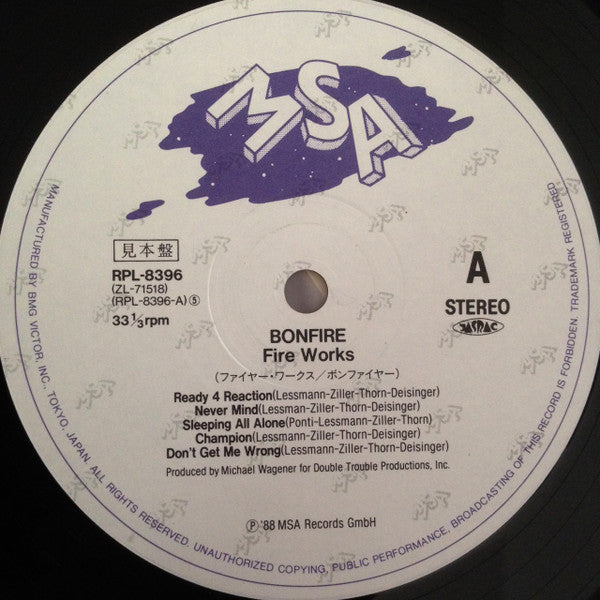 MSA
見本盤
RPL-8396
(ZL-71518)
(RPL-8396-A)⑤
33 1/3 rpm
A
STEREO
JASRAC
BONFIRE
Fire Works
(ファイヤー・ワークス/ボンファイヤー)
Ready 4 Reaction(Lessmann-Ziller-Thorn-Deisinger)
Never Mind(Lessman-Ziller-Thorn-Deisinger)
Sleeping All Alone(Ponti-Lessmann-Ziller-Thorn)
Champion(Lessmann-Ziller-Thorn-Deisinger)
Don't Get Me Wrong(Lessmann-Ziller-Thorn-Deisinger)
Produced by Michael Wagener for Double Trouble Productions, Inc.
Ⓟ'88 MSA Records GmbH
MANUFACTURED BY BMG VICTOR, INC., TOKYO, JAPAN. ALL RIGHTS RESERVED. UNAUTHORIZED COPYING, PUBLIC PERFORMANCE, BROADCASTING OF THIS RECORD IS FORBIDDEN. TRADEMARK REGISTERED